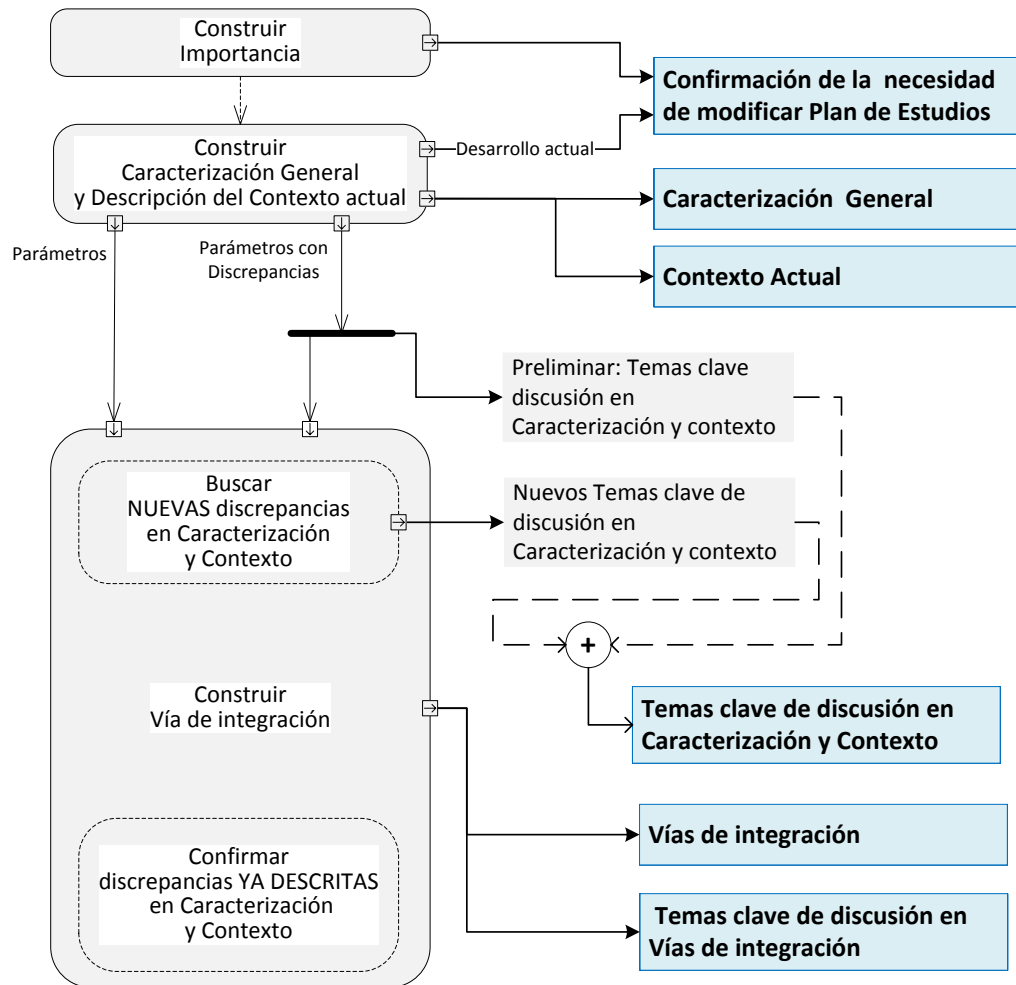 Construir
Importancia
Confirmación de la necesidad
de modificar Plan de Estudios
Construir
Caracterización General
y Descripción del Contexto actual
Desarrollo actual
Caracterización General
Contexto Actual
Parámetros
Parámetros con
Discrepancias
Preliminar: Temas clave
discusión en
Caracterización y contexto
Buscar
NUEVAS discrepancias
en Caracterización
y Contexto
Nuevos Temas clave de
discusión en
Caracterización y contexto
+
Construir
Vía de integración
Temas clave de discusión en
Caracterización y Contexto
Vías de integración
Confirmar
discrepancias YA DESCRITAS
en Caracterización
y Contexto
Temas clave de discusión en
Vías de integración